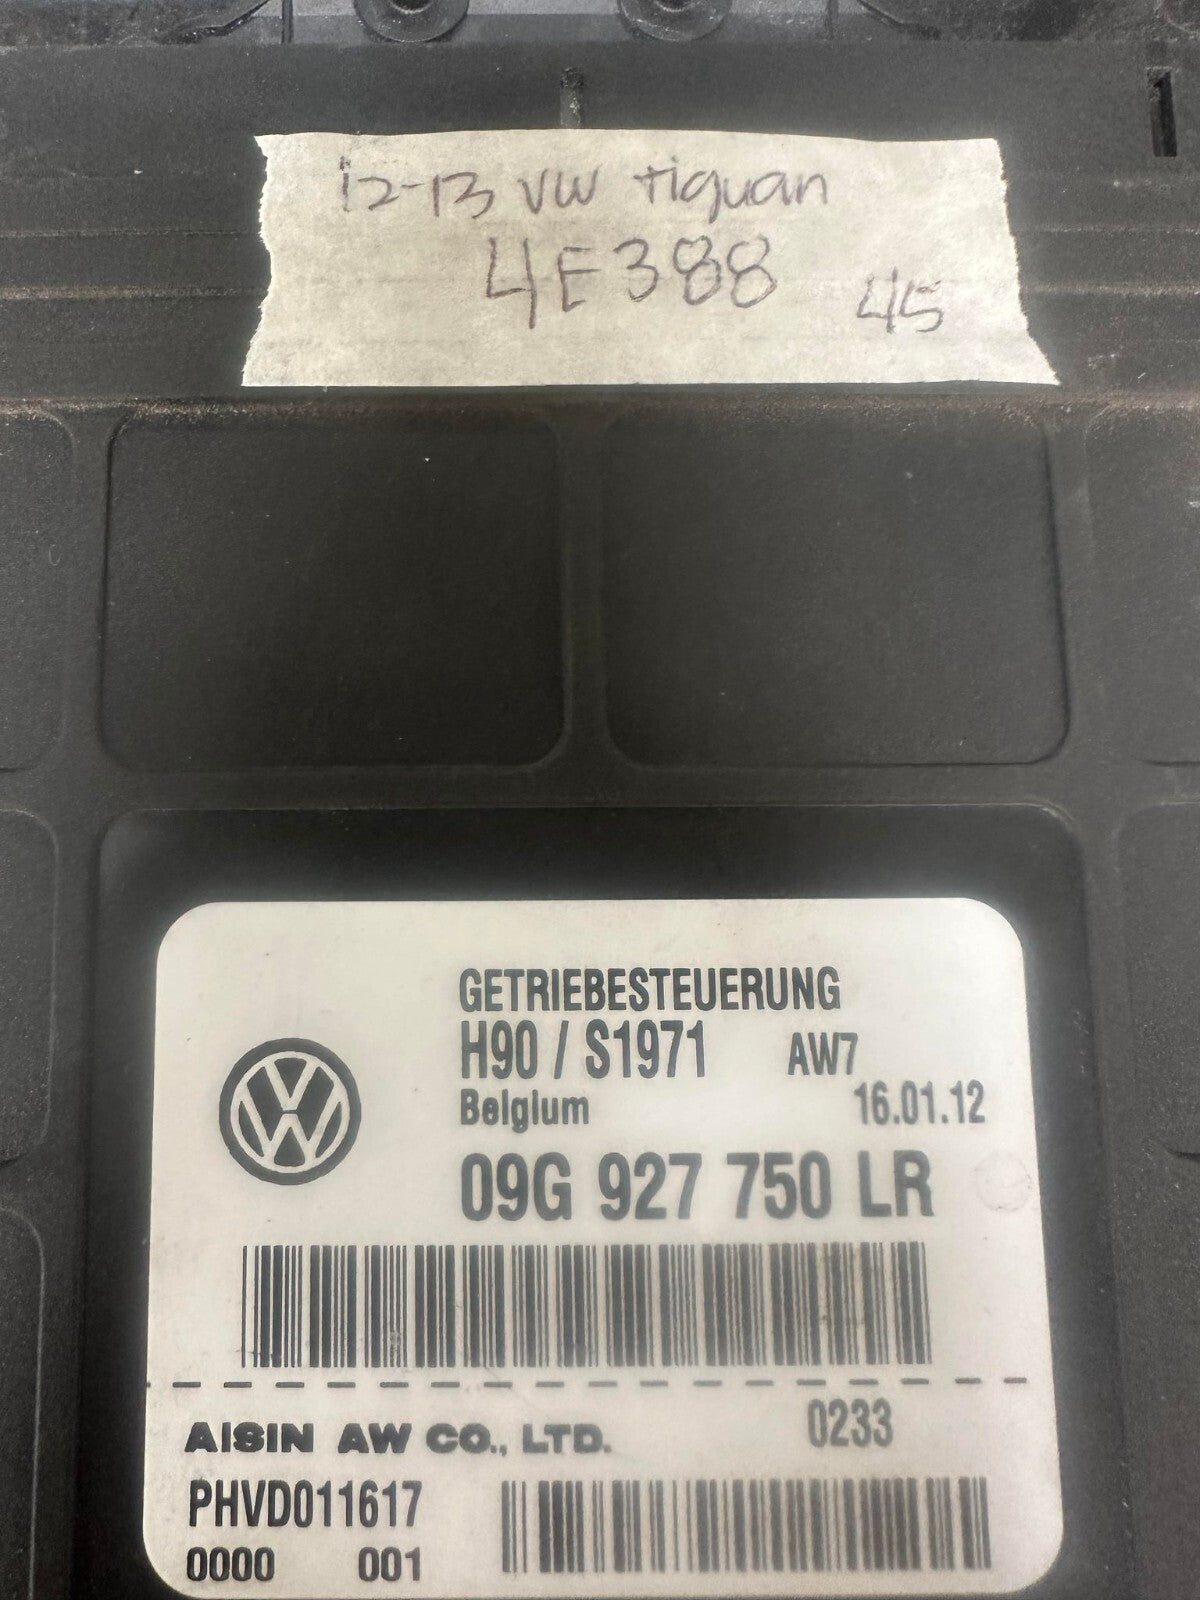 12-13 VW tiguan
4E388 45
GETRIEBESTEUERUNG
H90 / S1971 AW7
Belgium 16.01.12
09G 927 750 LR
AISIN AW CO., LTD. 0233
PHVD011617
0000 001